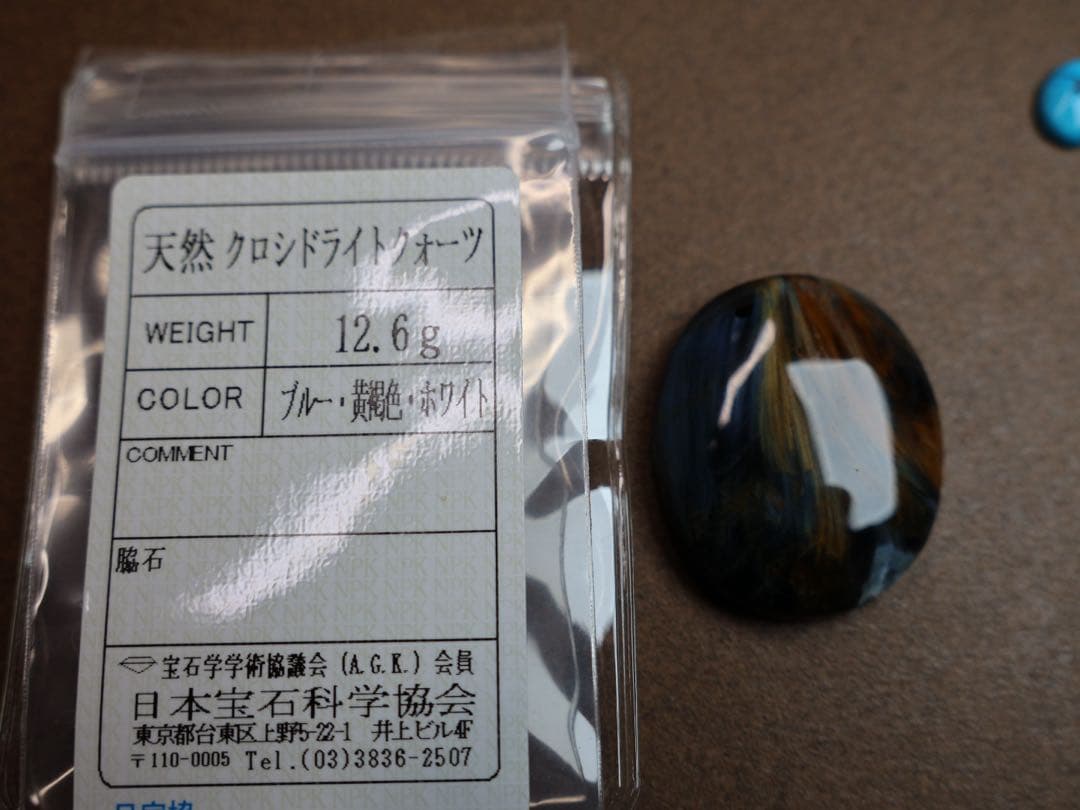 天然 クロシドライトクォーツ
WEIGHT 12.6g
COLOR ブルー・黄褐色・ホワイト
COMMENT
脇石
宝石学学術協議会 (A.G.K.) 会員
日本宝石科学協会
東京都台東区上野5-22-1 井上ビル4F
〒110-0005 Tel.(03)3836-2507